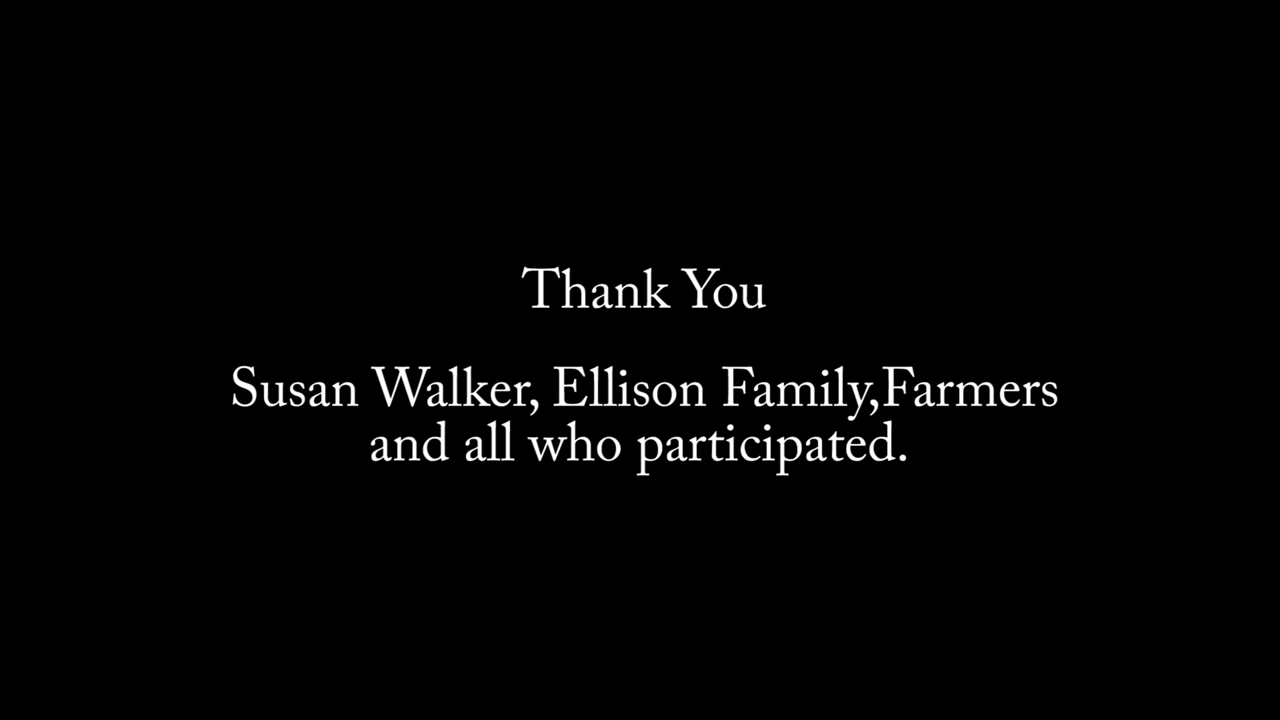 Thank You
Susan Walker, Ellison Family,Farmers
and all who participated.